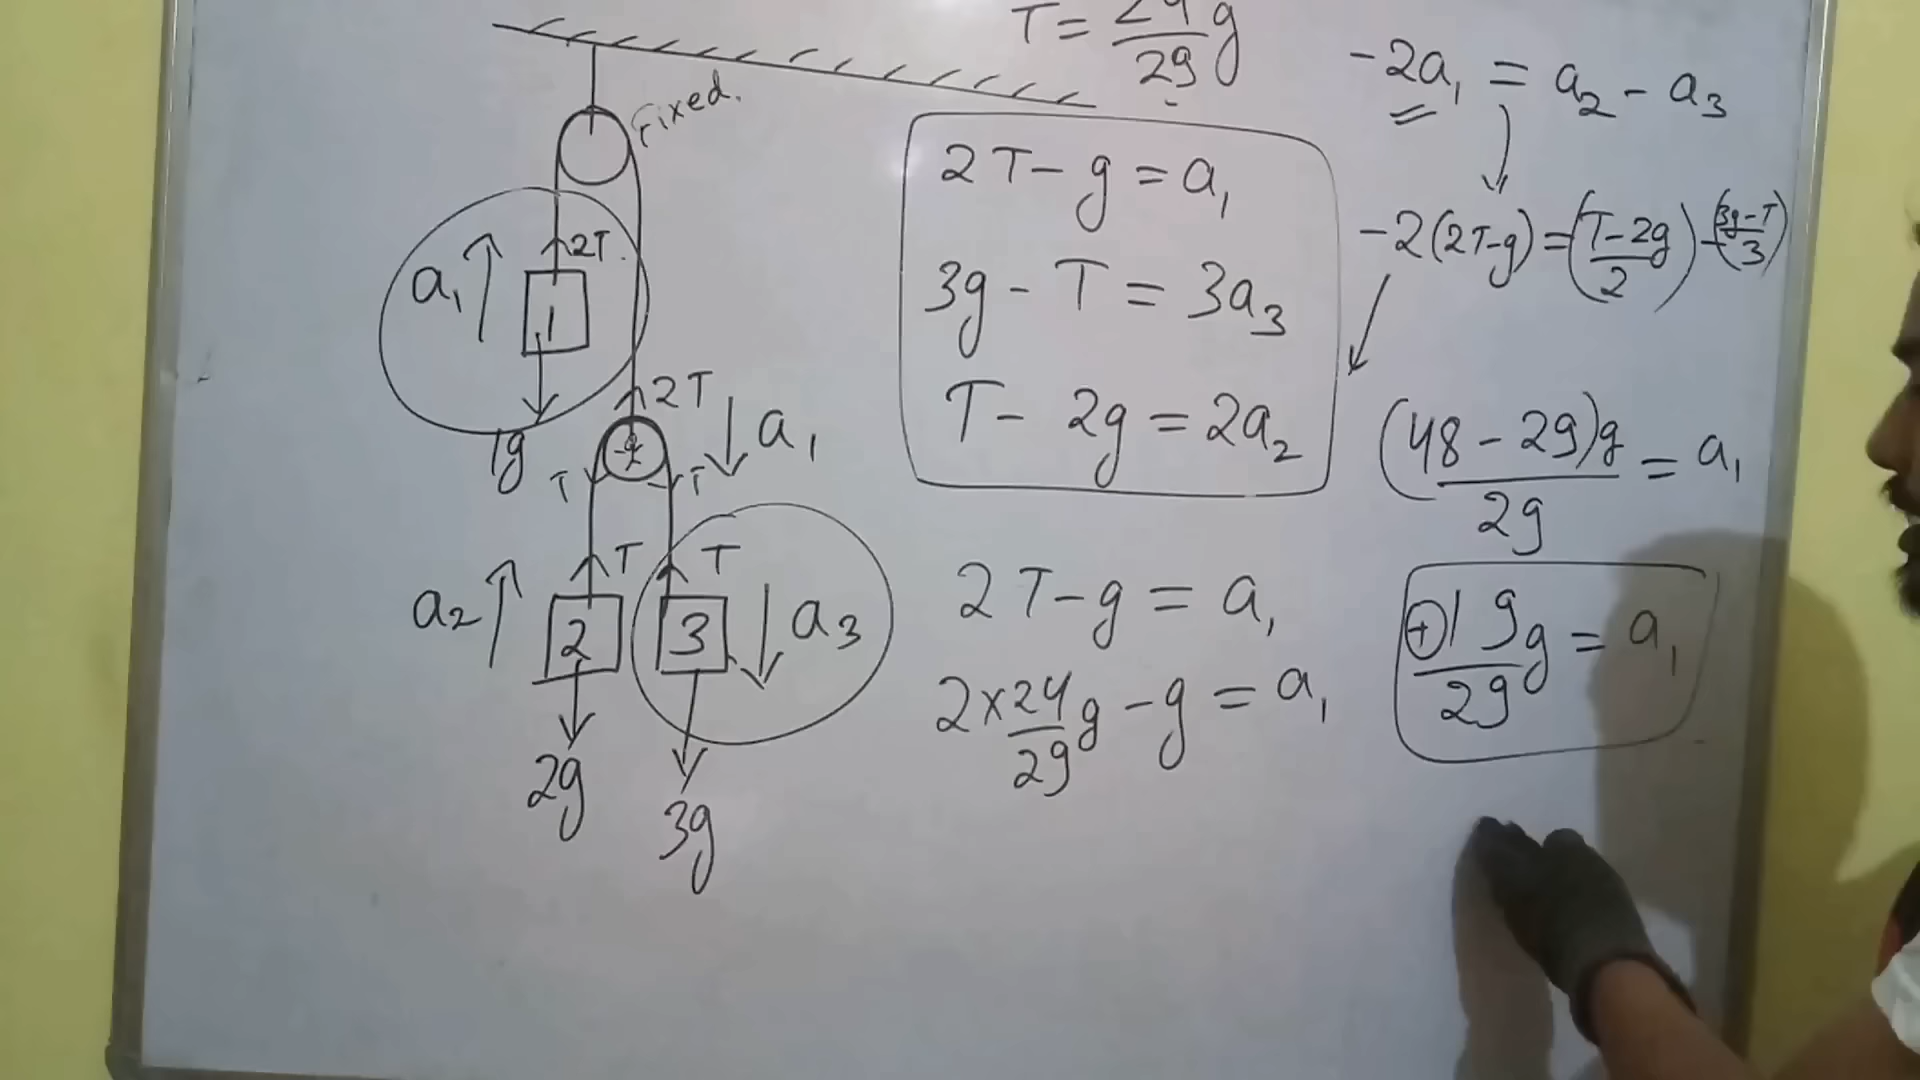 T = 24/29 g
-2a₁ = a₂ - a₃
Fixed.
2T - g = a₁
-2(2T-g) = (T-2g/2) - (3g-T/3)
3g - T = 3a₃
T - 2g = 2a₂
a₁
2T
1
1g
2T
a₁
T
T
(48 - 29)g/29 = a₁
a₂
T
T
2
3
a₃
2g
3g
2T - g = a₁
2 × 24/29 g - g = a₁
+19/29 g = a₁